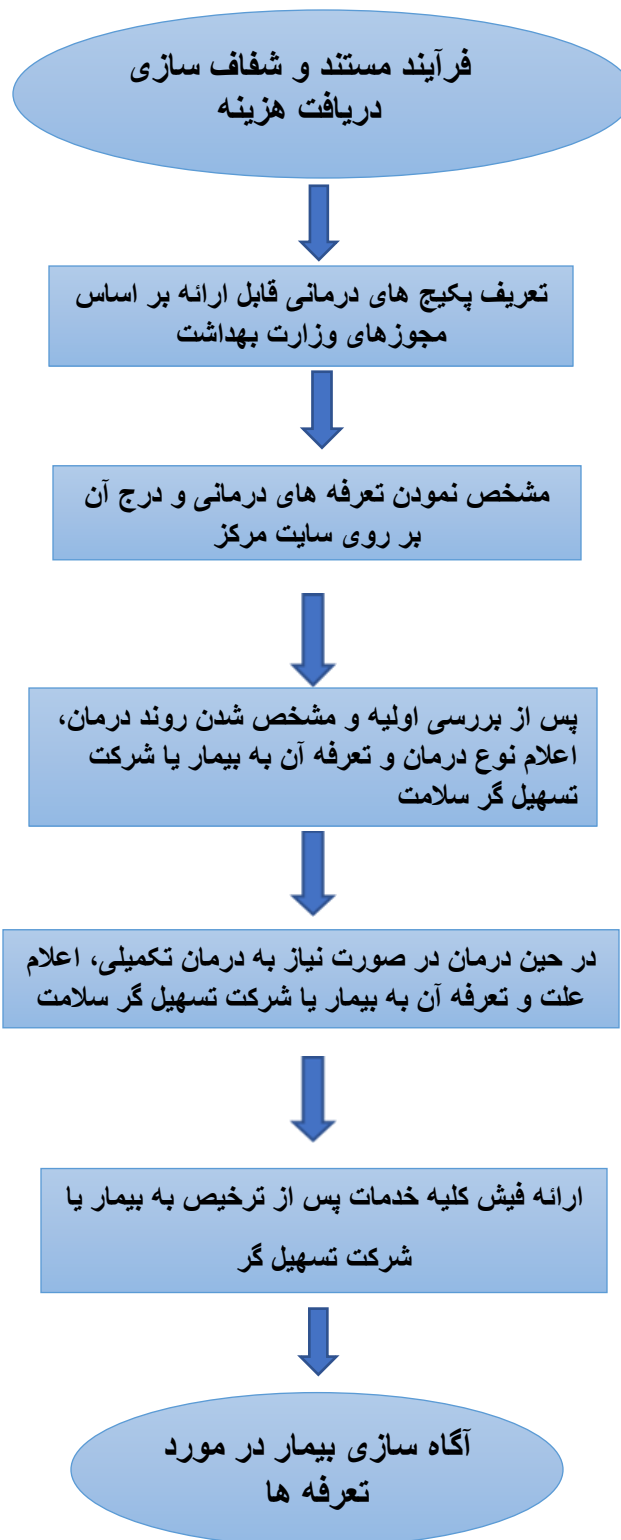 فرآیند مستند و شفاف سازی
دریافت هزینه
تعریف پکیج های درمانی قابل ارائه بر اساس
مجوزهای وزارت بهداشت
مشخص نمودن تعرفه های درمانی و درج آن
بر روی سایت مرکز
پس از بررسی اولیه و مشخص شدن روند درمان،
اعلام نوع درمان و تعرفه آن به بیمار یا شرکت
تسهیل گر سلامت
در حین درمان در صورت نیاز به درمان تکمیلی، اعلام
علت و تعرفه آن به بیمار یا شرکت تسهیل گر سلامت
ارائه فیش کلیه خدمات پس از ترخیص به بیمار یا
شرکت تسهیل گر
آگاه سازی بیمار در مورد
تعرفه ها